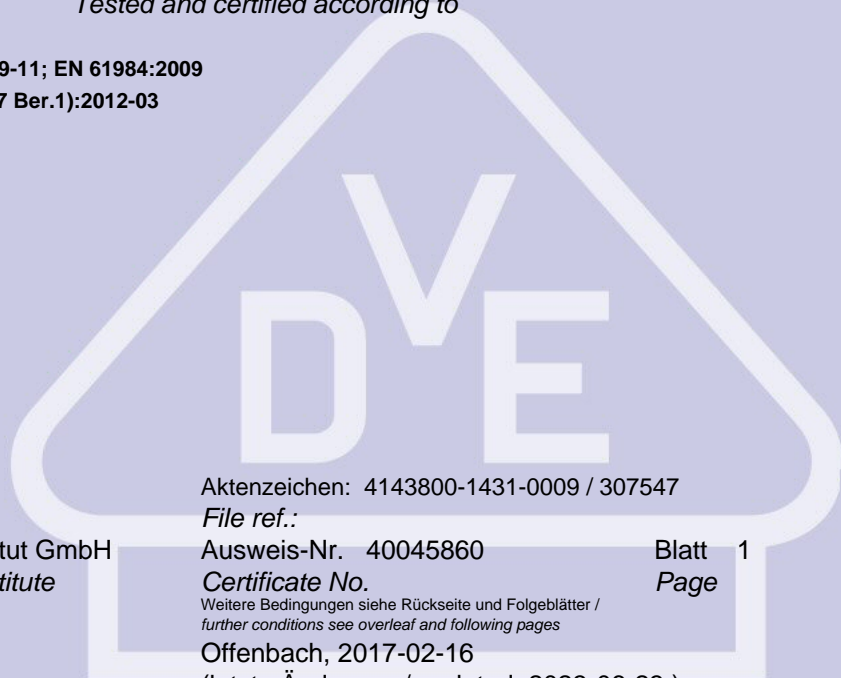 Tested and certified according to
9-11; EN 61984:2009
7 Ber.1):2012-03
DVE
Aktenzeichen: 4143800-1431-0009 / 307547
File ref.:
tut GmbH Ausweis-Nr. 40045860 Blatt 1
titute Certificate No. Page
Weitere Bedingungen siehe Rückseite und Folgeblätter /
further conditions see overleaf and following pages
Offenbach, 2017-02-16